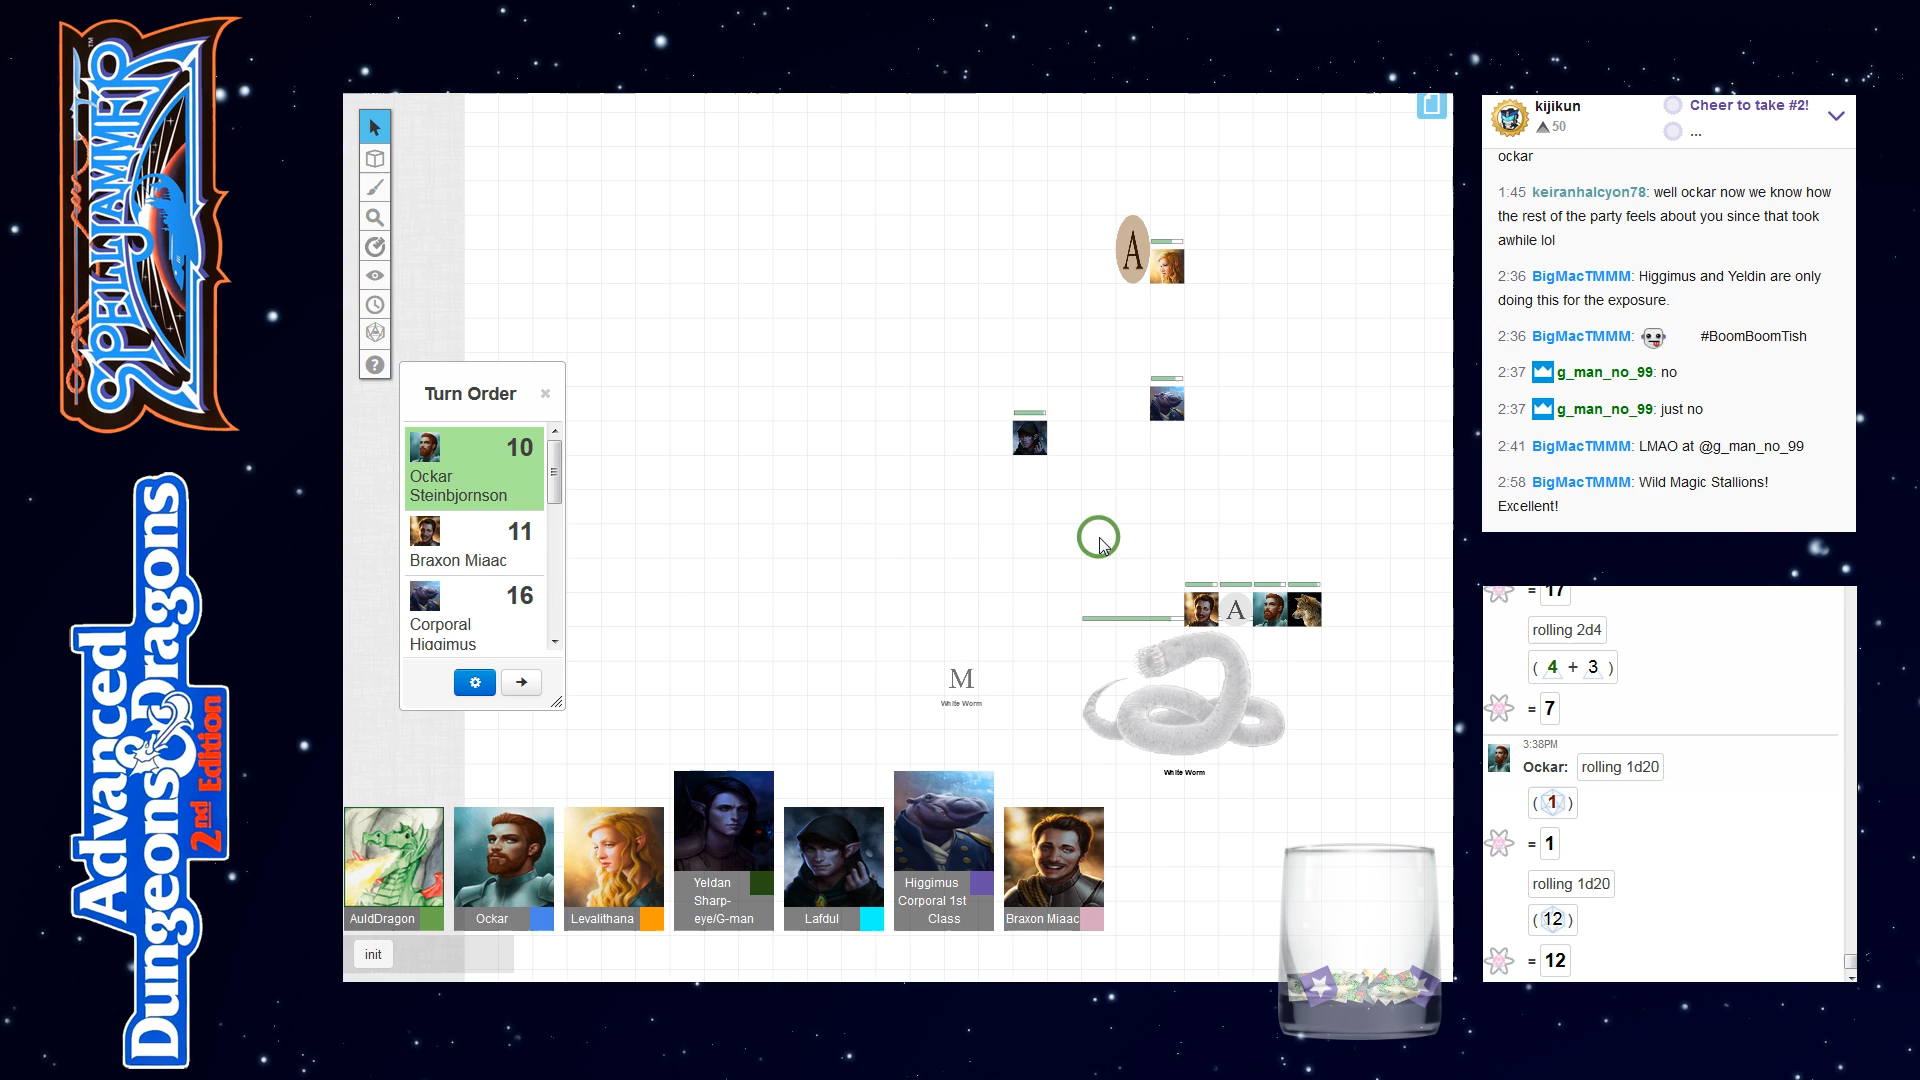 SPELLJAMMER
TM
Advanced
Dungeons & Dragons
2nd Edition
Turn Order
×
10
Ockar
Steinbjornson
11
Braxon Miaac
16
Corporal
Higgimus
A
A
M
White Worm
White Worm
AuldDragon
Ockar
Levalithana
Yeldan
Sharp-
eye/G-man
Lafdul
Higgimus
Corporal 1st
Class
Braxon Miaac
init
kijikun
50
Cheer to take #2!
...
ockar
1:45 keiranhalcyon78: well ockar now we know how
the rest of the party feels about you since that took
awhile lol
2:36 BigMacTMMM: Higgimus and Yeldin are only
doing this for the exposure.
2:36 BigMacTMMM: #BoomBoomTish
2:37 g_man_no_99: no
2:37 g_man_no_99: just no
2:41 BigMacTMMM: LMAO at @g_man_no_99
2:58 BigMacTMMM: Wild Magic Stallions!
Excellent!
= 17
rolling 2d4
( 4 + 3 )
= 7
3:38PM
Ockar: rolling 1d20
( 1 )
= 1
rolling 1d20
( 12 )
= 12